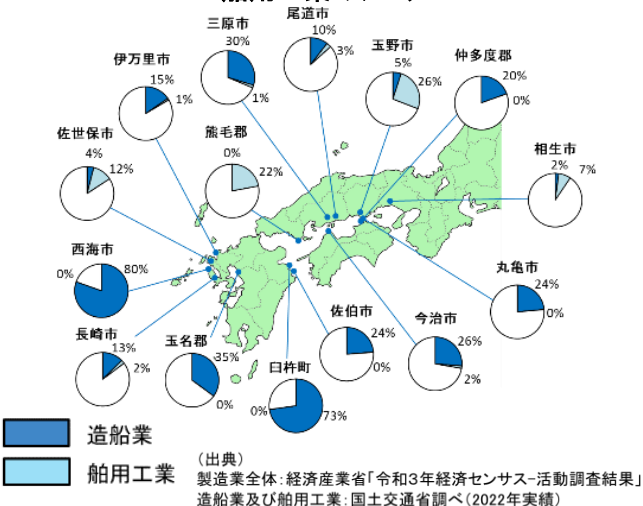 尾道市
10%
3%
三原市
30%
1%
玉野市
5%
26%
仲多度郡
20%
0%
伊万里市
15%
1%
熊毛郡
0%
22%
佐世保市
4%
12%
相生市
2%
7%
西海市
0%
80%
丸亀市
24%
0%
長崎市
13%
2%
玉名郡
35%
0%
臼杵町
0%
73%
佐伯市
24%
0%
今治市
26%
2%
造船業
舶用工業
(出典)
製造業全体:経済産業省「令和3年経済センサス-活動調査結果」
造船業及び舶用工業:国土交通省調べ(2022年実績)